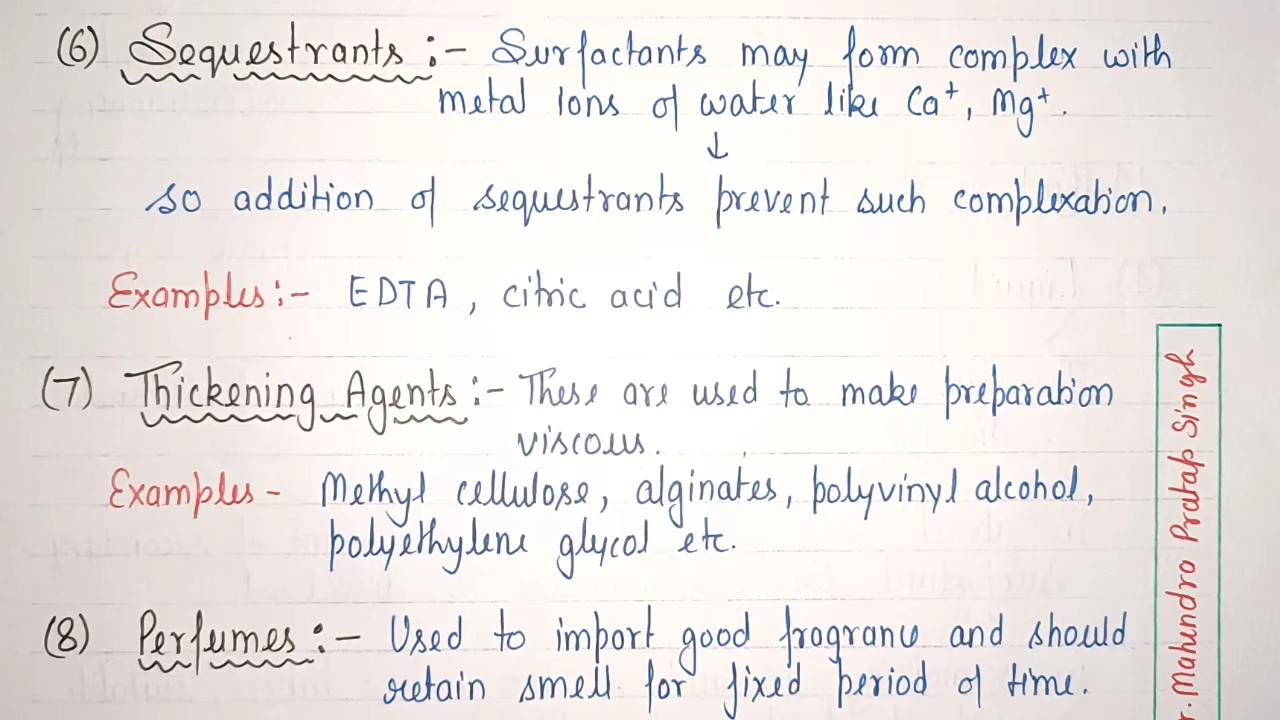 (6) Sequestrants :- Surfactants may form complex with
metal ions of water like Ca⁺, Mg⁺.
↓
so addition of sequestrants prevent such complexation.
Examples:- EDTA, citric acid etc.
(7) Thickening Agents :- These are used to make preparation
viscous.
Examples - Methyl cellulose, alginates, polyvinyl alcohol,
polyethylene glycol etc.
(8) Perfumes :- Used to import good fragrance and should
retain smell for fixed period of time.
r. Mahendra Pratap Singh